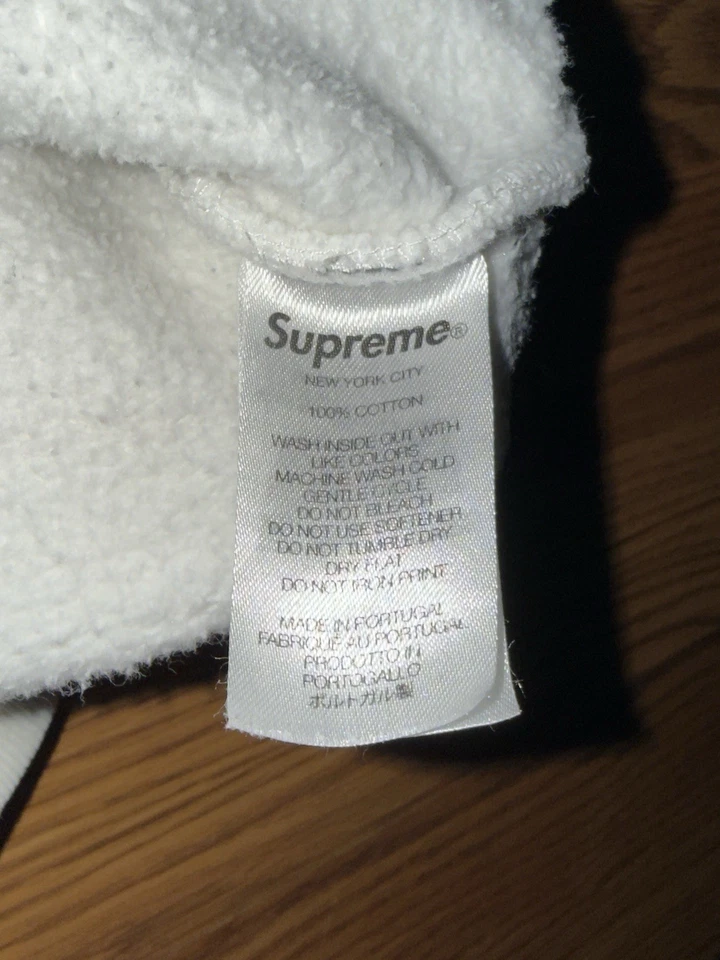 Supreme®
NEW YORK CITY
100% COTTON
WASH INSIDE OUT WITH
LIKE COLORS
MACHINE WASH COLD
GENTLE CYCLE
DO NOT BLEACH
DO NOT USE SOFTENER
DO NOT TUMBLE DRY
DRY FLAT
DO NOT IRON PRINT
MADE IN PORTUGAL
FABRIQUÉ AU PORTUGAL
PRODOTTO IN
PORTOGALLO
ポルトガル製